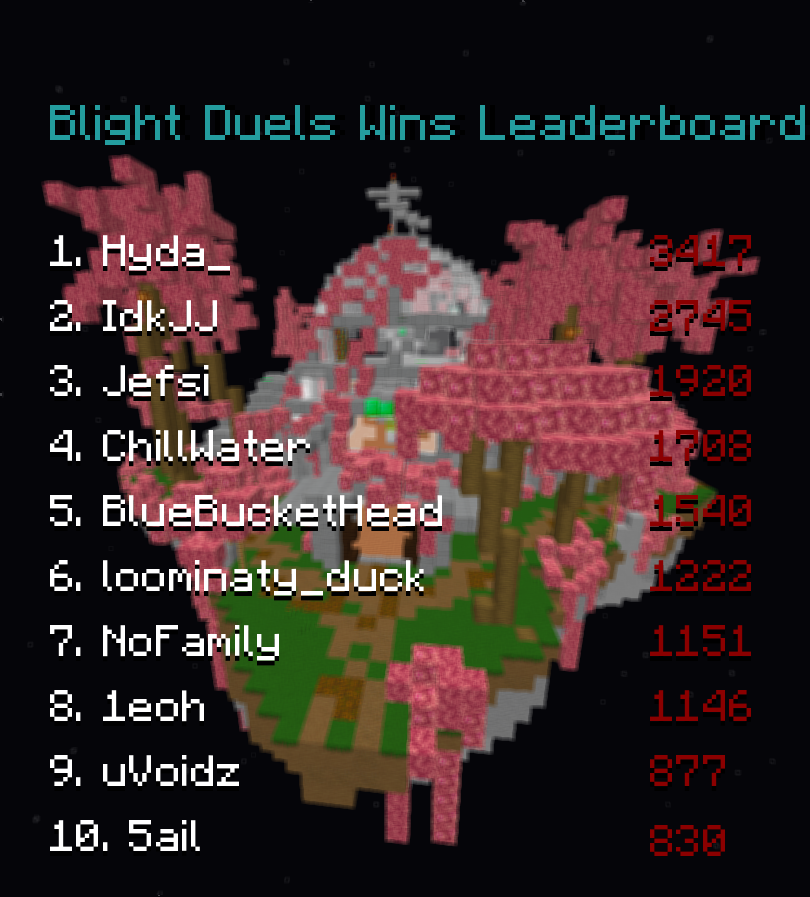 Blight Duels Wins Leaderboard
1. Hyda_ 3417
2. IdkJJ 2745
3. Jefsi 1920
4. ChillWater 1708
5. BlueBucketHead 1540
6. loominaty_duck 1222
7. NoFamily 1151
8. 1eoh 1146
9. uVoidz 877
10. 5ail 830